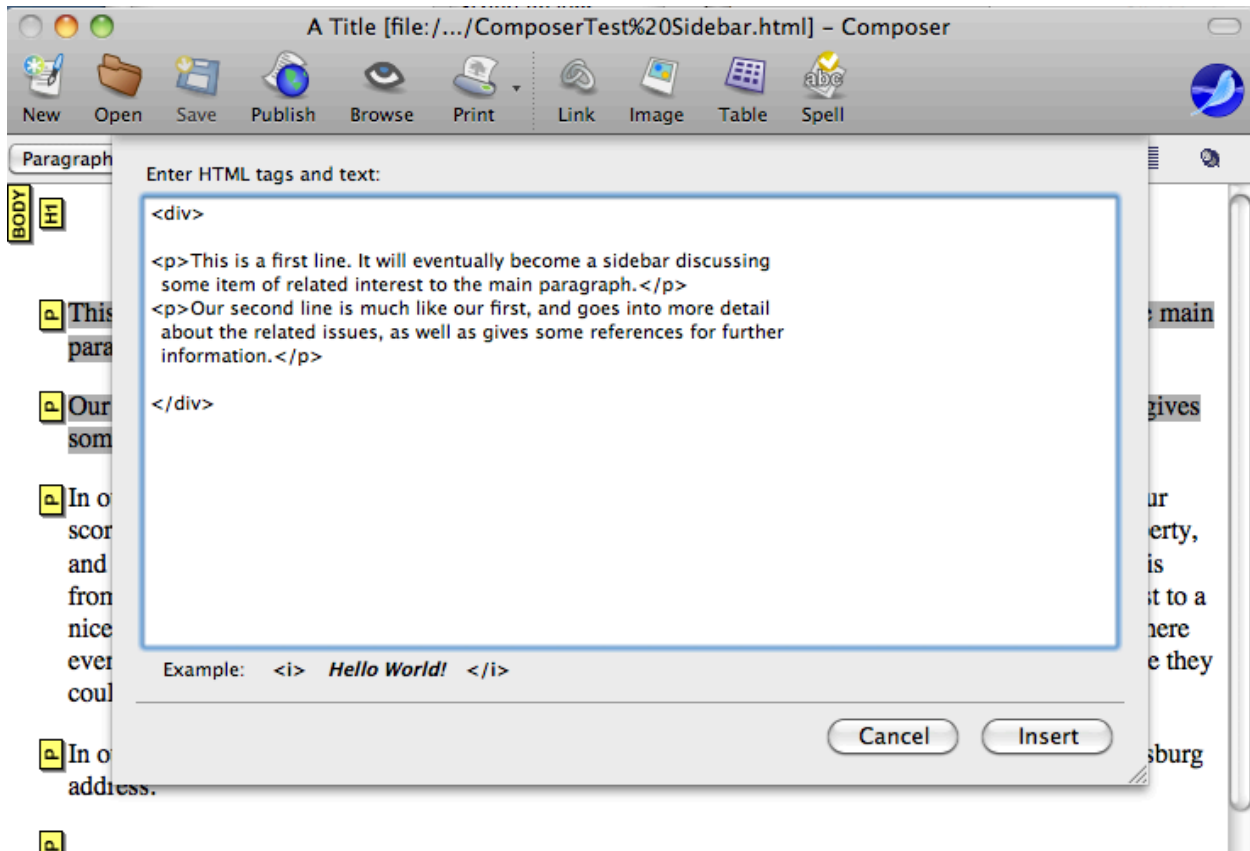 A Title [file:/.../ComposerTest%20Sidebar.html] – Composer
New Open Save Publish Browse Print Link Image Table Spell
Paragraph
Enter HTML tags and text:
<div>
<p>This is a first line. It will eventually become a sidebar discussing
some item of related interest to the main paragraph.</p>
<p>Our second line is much like our first, and goes into more detail
about the related issues, as well as gives some references for further
information.</p>
</div>
Example: <i> Hello World! </i>
Cancel Insert
BODY
H1
P This main
para
P Our gives
som
P In
scor erty,
and is
from st to a
nice here
even e they
coul
P In sburg
address.
P